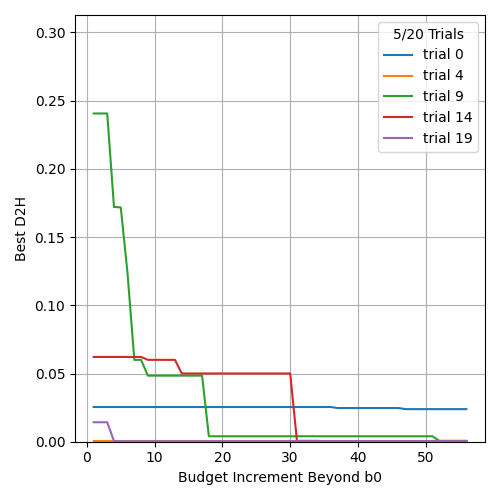 5/20 Trials
trial 0
trial 4
trial 9
trial 14
trial 19
0.30
0.25
0.20
0.15
0.10
0.05
0.00
Best D2H
0 10 20 30 40 50
Budget Increment Beyond b0